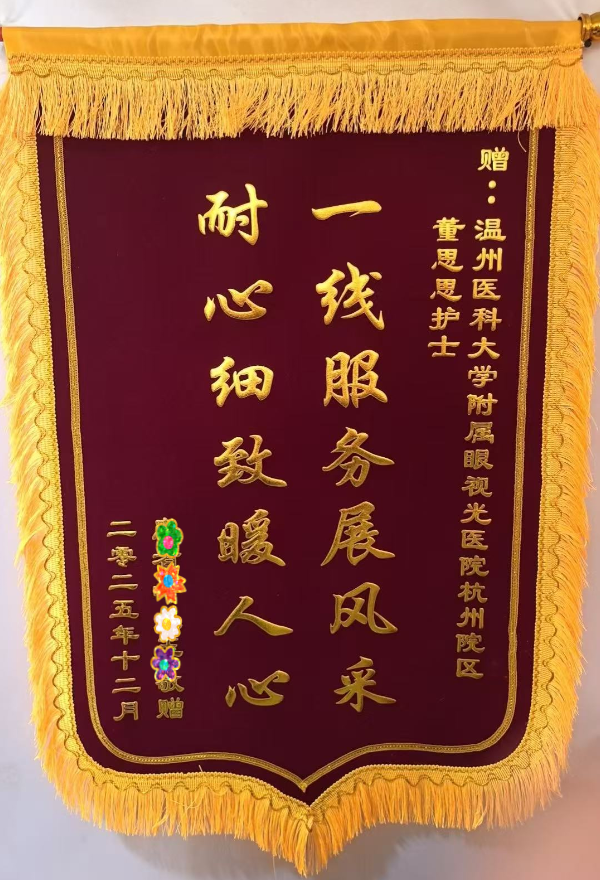 赠：温州医科大学附属眼视光医院杭州院区
董思恩护士
一线服务展风采
耐心细致暖人心
敬赠
二零二五年十二月